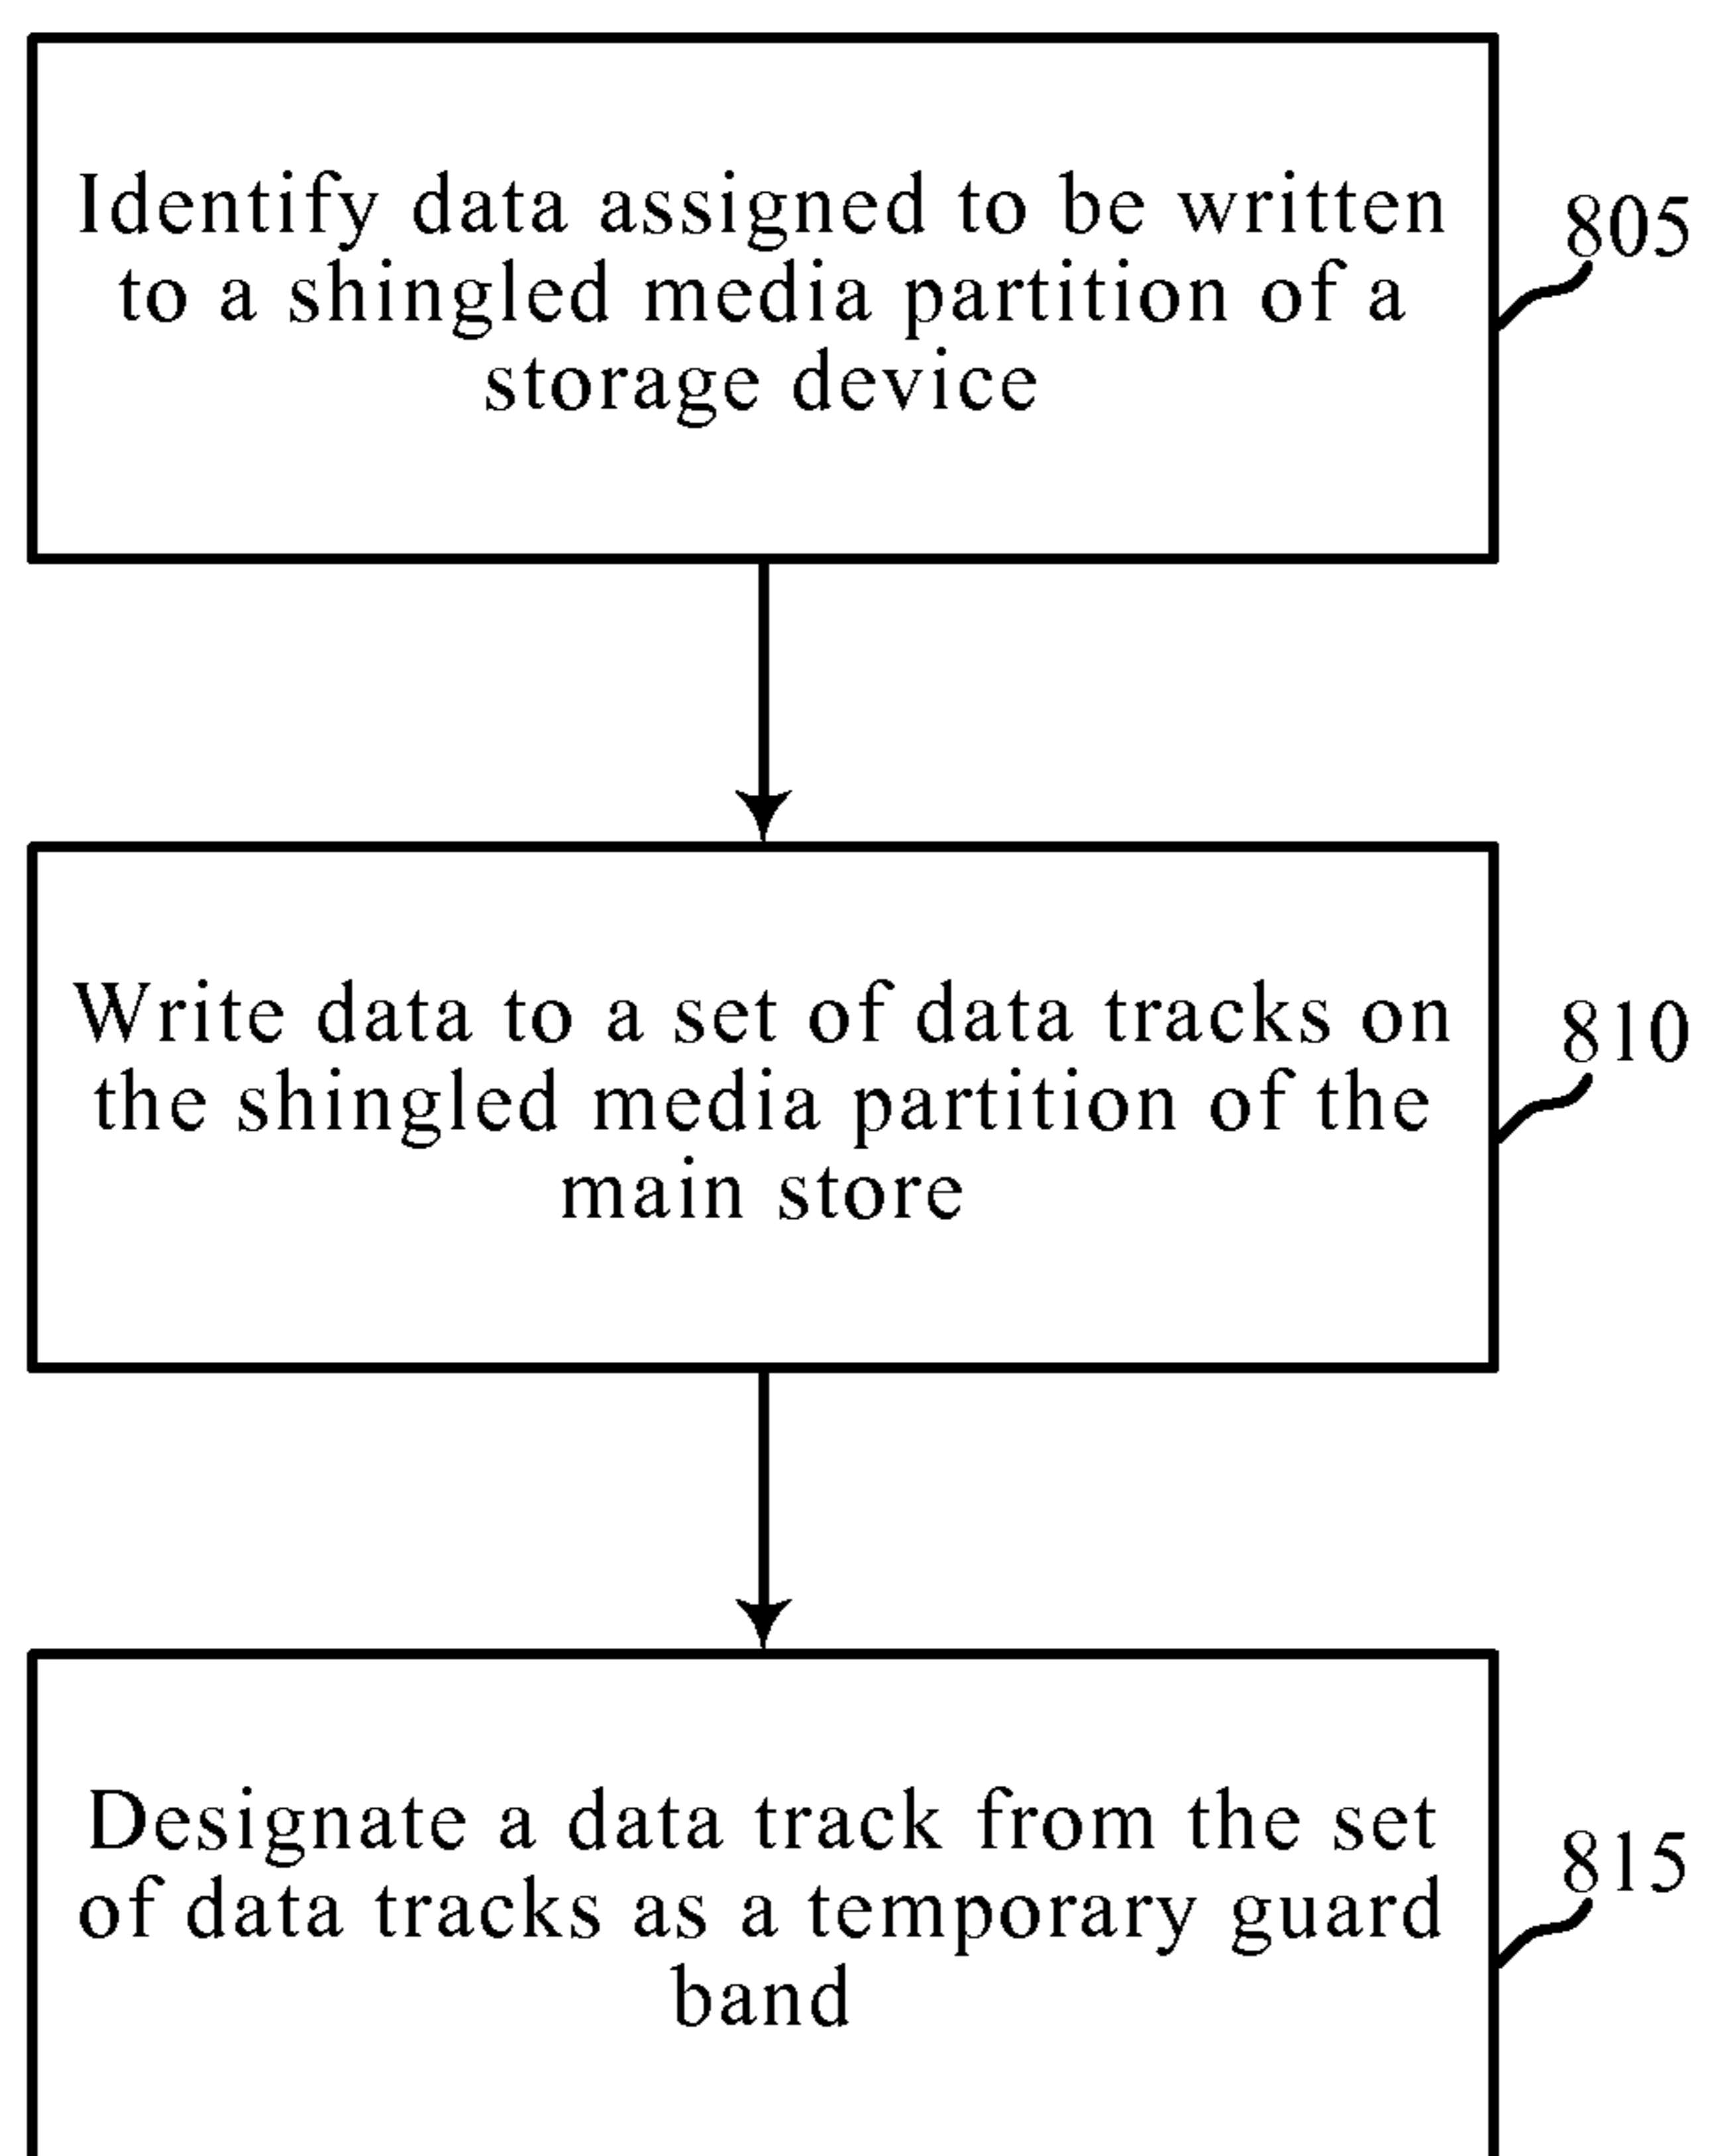 Identify data assigned to be written
to a shingled media partition of a
storage device
805
Write data to a set of data tracks on
the shingled media partition of the
main store
810
Designate a data track from the set
of data tracks as a temporary guard
band
815